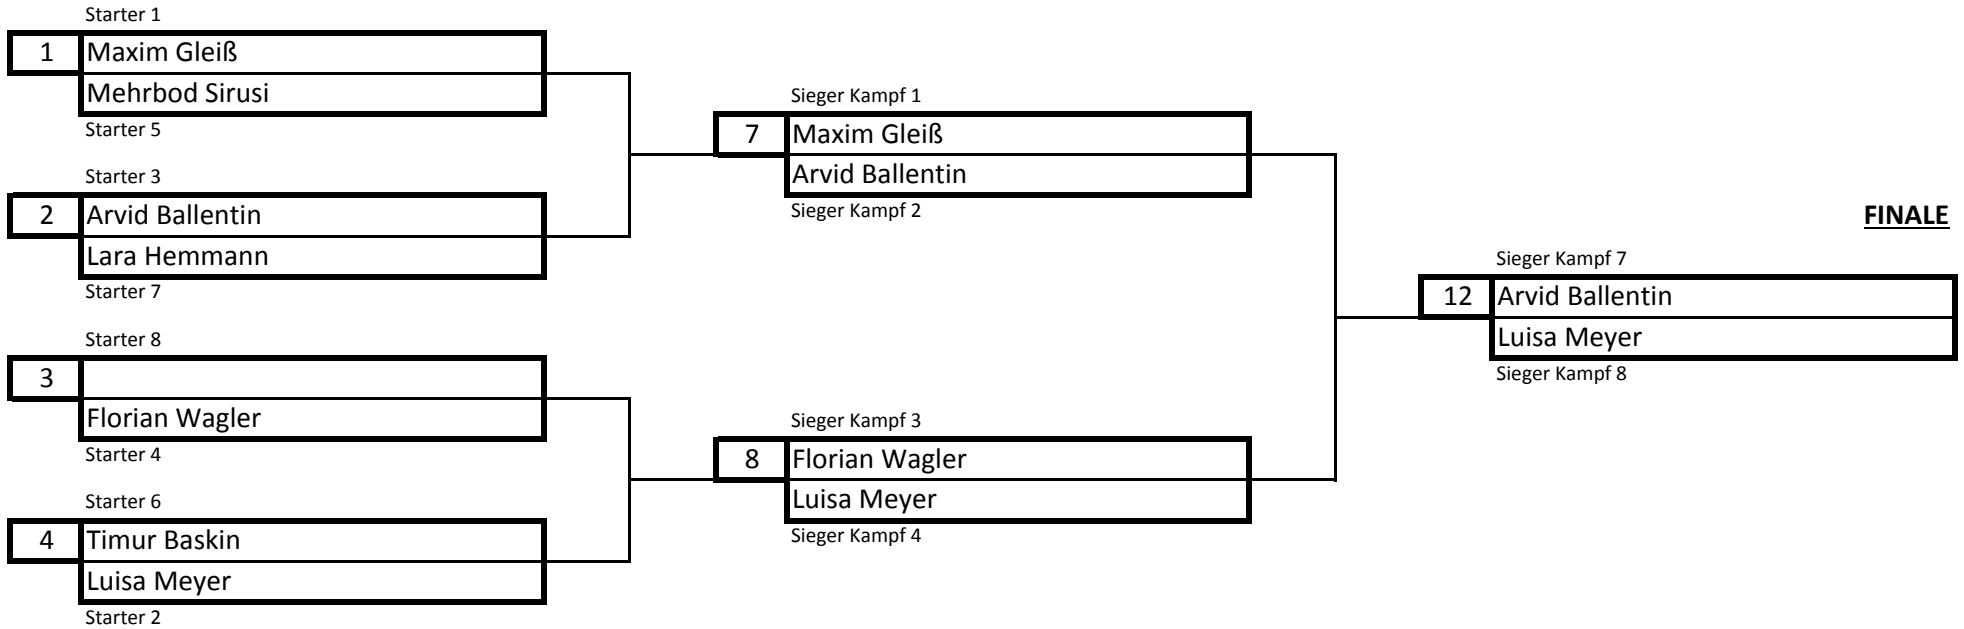 Starter 1
1 Maxim Gleiß
Mehrbod Sirusi
Starter 5
Starter 3
2 Arvid Ballentin
Lara Hemmann
Starter 7
Starter 8
3
Florian Wagler
Starter 4
Starter 6
4 Timur Baskin
Luisa Meyer
Starter 2
Sieger Kampf 1
7 Maxim Gleiß
Arvid Ballentin
Sieger Kampf 2
Sieger Kampf 3
8 Florian Wagler
Luisa Meyer
Sieger Kampf 4
FINALE
Sieger Kampf 7
12 Arvid Ballentin
Luisa Meyer
Sieger Kampf 8